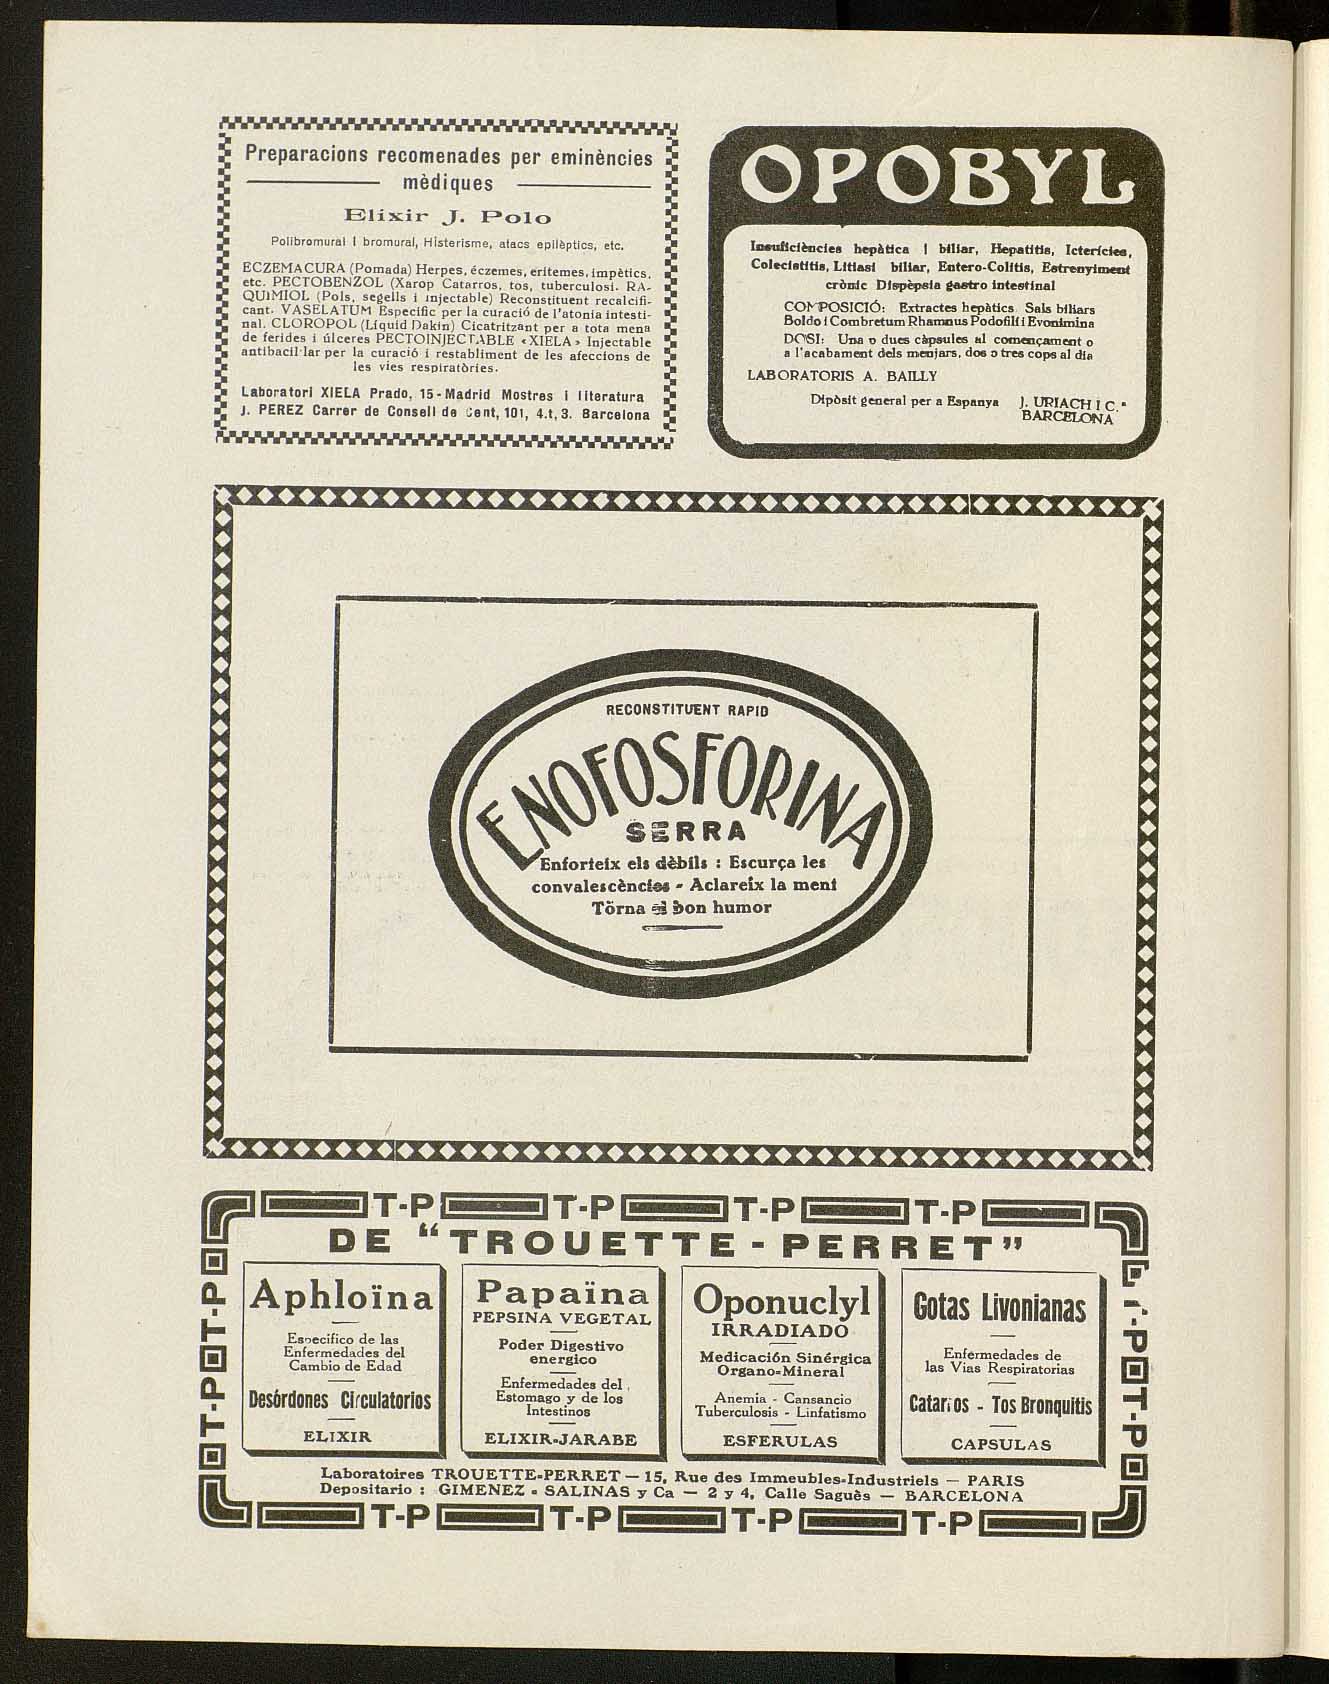 Preparacions recomenades per eminències
mèdiques
Elixir J. Polo
Polibromural I bromural, Histerisme, atacs epilèptics, etc.
ECZEMACURA (Pomada) Herpes, éczemes, eritemes, impètics,
etc. PECTOBENZOL (Xarop Catarros, tos, tuberculosi. RA-
QUIMIOL (Pols, segells i injectable) Reconstituent recalcifi-
cant. VASELATUM Especific per la curació de l'atonia intesti-
nal. CLOROPOL (Líquid Dakin) Cicatritzant per a tota mena
de ferides i úlceres PECTOINJECTABLE «XIELA» Injectable
antibacil·lar per la curació i restabliment de les afeccions de
les vies respiratòries.
Laboratori XIELA Prado, 15-Madrid Mostres i literatura
J. PEREZ Carrer de Consell de Cent, 101, 4.t, 3. Barcelona
OPOBYL
Insuficiències hepàtica I biliar, Hepatitis, Icterícies,
Colecistitis, Litiasi biliar, Entero-Colitis, Estrenyiment
crònic Dispèpsia gastro intestinal
COMPOSICIÓ: Extractes hepàtics Sals biliars
Boldo i Combretum Rhamnus Podofili i Evonimina
DOSI: Una o dues càpsules al començament o
a l'acabament dels menjars, dos o tres cops al dia
LABORATORIS A. BAILLY
Dipòsit general per a Espanya J. URIACH I C.ª
BARCELONA
RECONSTITUENT RAPID
ENOFOSFORINA
SERRA
Enforteix els dèbils : Escurça les
convalescències - Aclareix la ment
Törna el bon humor
T-P T-P T-P T-P
DE "TROUETTE - PERRET"
Aphloïna
Especifico de las
Enfermedades del
Cambio de Edad
Desórdones Circulatorios
ELIXIR
Papaïna
PEPSINA VEGETAL
Poder Digestivo
energico
Enfermedades del
Estomago y de los
Intestinos
ELIXIR-JARABE
Oponuclyl
IRRADIADO
Medicación Sinérgica
Organo-Mineral
Anemia - Cansancio
Tuberculosis - Linfatismo
ESFERULAS
Gotas Livonianas
Enfermedades de
las Vias Respiratorias
Catarros - Tos Bronquitis
CAPSULAS
Laboratoires TROUETTE-PERRET — 15, Rue des Immeubles-Industriels — PARIS
Depositario : GIMENEZ - SALINAS y Ca — 2 y 4, Calle Saguès — BARCELONA
T-P T-P T-P T-P
T-P T-P
T-P T-P